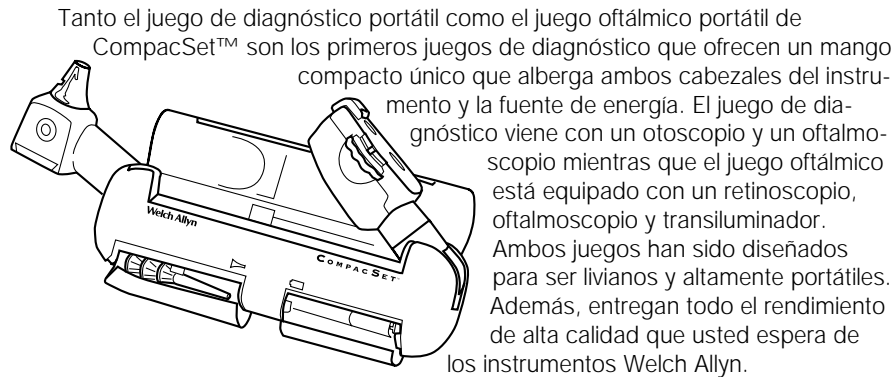 Tanto el juego de diagnóstico portátil como el juego oftálmico portátil de
CompacSet™ son los primeros juegos de diagnóstico que ofrecen un mango
compacto único que alberga ambos cabezales del instru-
mento y la fuente de energía. El juego de dia-
gnóstico viene con un otoscopio y un oftalmo-
scopio mientras que el juego oftálmico
está equipado con un retinoscopio,
oftalmoscopio y transiluminador.
Ambos juegos han sido diseñados
para ser livianos y altamente portátiles.
Además, entregan todo el rendimiento
de alta calidad que usted espera de
los instrumentos Welch Allyn.
Welch Allyn
COMPACSET